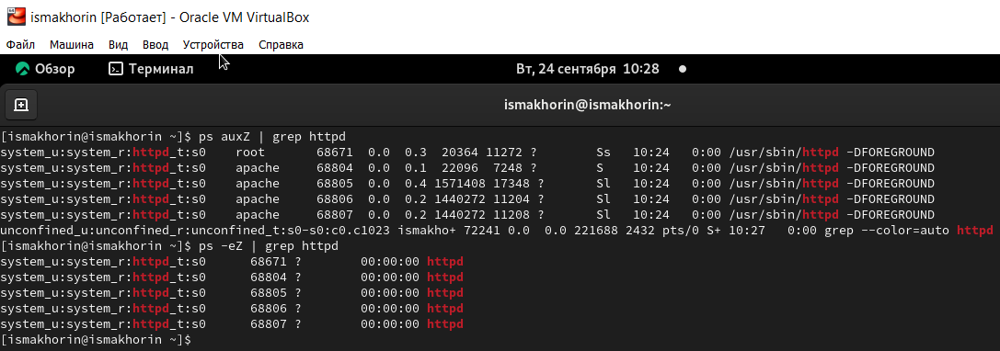 ismakhorin [Работает] - Oracle VM VirtualBox
Файл Машина Вид Ввод Устройства Справка
Обзор Терминал Вт, 24 сентября 10:28
ismakhorin@ismakhorin:~
[ismakhorin@ismakhorin ~]$ ps auxZ | grep httpd
system_u:system_r:httpd_t:s0 root 68671 0.0 0.3 20364 11272 ? Ss 10:24 0:00 /usr/sbin/httpd -DFOREGROUND
system_u:system_r:httpd_t:s0 apache 68804 0.0 0.1 22096 7248 ? S 10:24 0:00 /usr/sbin/httpd -DFOREGROUND
system_u:system_r:httpd_t:s0 apache 68805 0.0 0.4 1571408 17348 ? Sl 10:24 0:00 /usr/sbin/httpd -DFOREGROUND
system_u:system_r:httpd_t:s0 apache 68806 0.0 0.2 1440272 11204 ? Sl 10:24 0:00 /usr/sbin/httpd -DFOREGROUND
system_u:system_r:httpd_t:s0 apache 68807 0.0 0.2 1440272 11208 ? Sl 10:24 0:00 /usr/sbin/httpd -DFOREGROUND
unconfined_u:unconfined_r:unconfined_t:s0-s0:c0.c1023 ismakho+ 72241 0.0 0.0 221688 2432 pts/0 S+ 10:27 0:00 grep --color=auto httpd
[ismakhorin@ismakhorin ~]$ ps -eZ | grep httpd
system_u:system_r:httpd_t:s0 68671 ? 00:00:00 httpd
system_u:system_r:httpd_t:s0 68804 ? 00:00:00 httpd
system_u:system_r:httpd_t:s0 68805 ? 00:00:00 httpd
system_u:system_r:httpd_t:s0 68806 ? 00:00:00 httpd
system_u:system_r:httpd_t:s0 68807 ? 00:00:00 httpd
[ismakhorin@ismakhorin ~]$